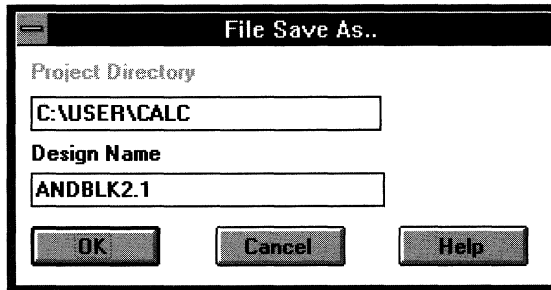 File Save As..
Project Directory
C:\USER\CALC
Design Name
ANDBLK2.1
OK Cancel Help